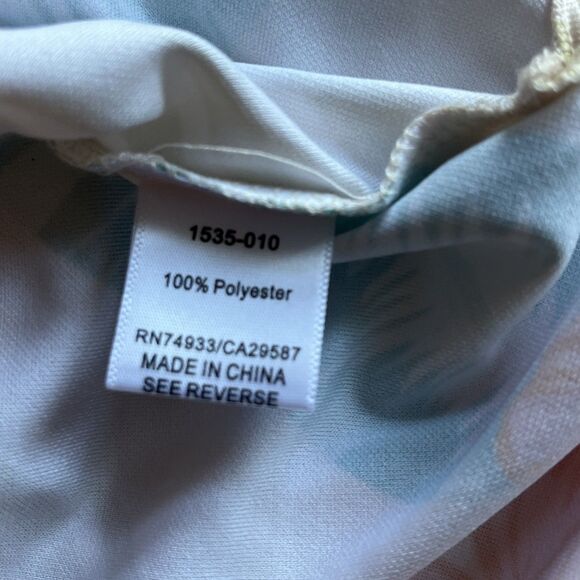 1535-010
100% Polyester
RN74933/CA29587
MADE IN CHINA
SEE REVERSE